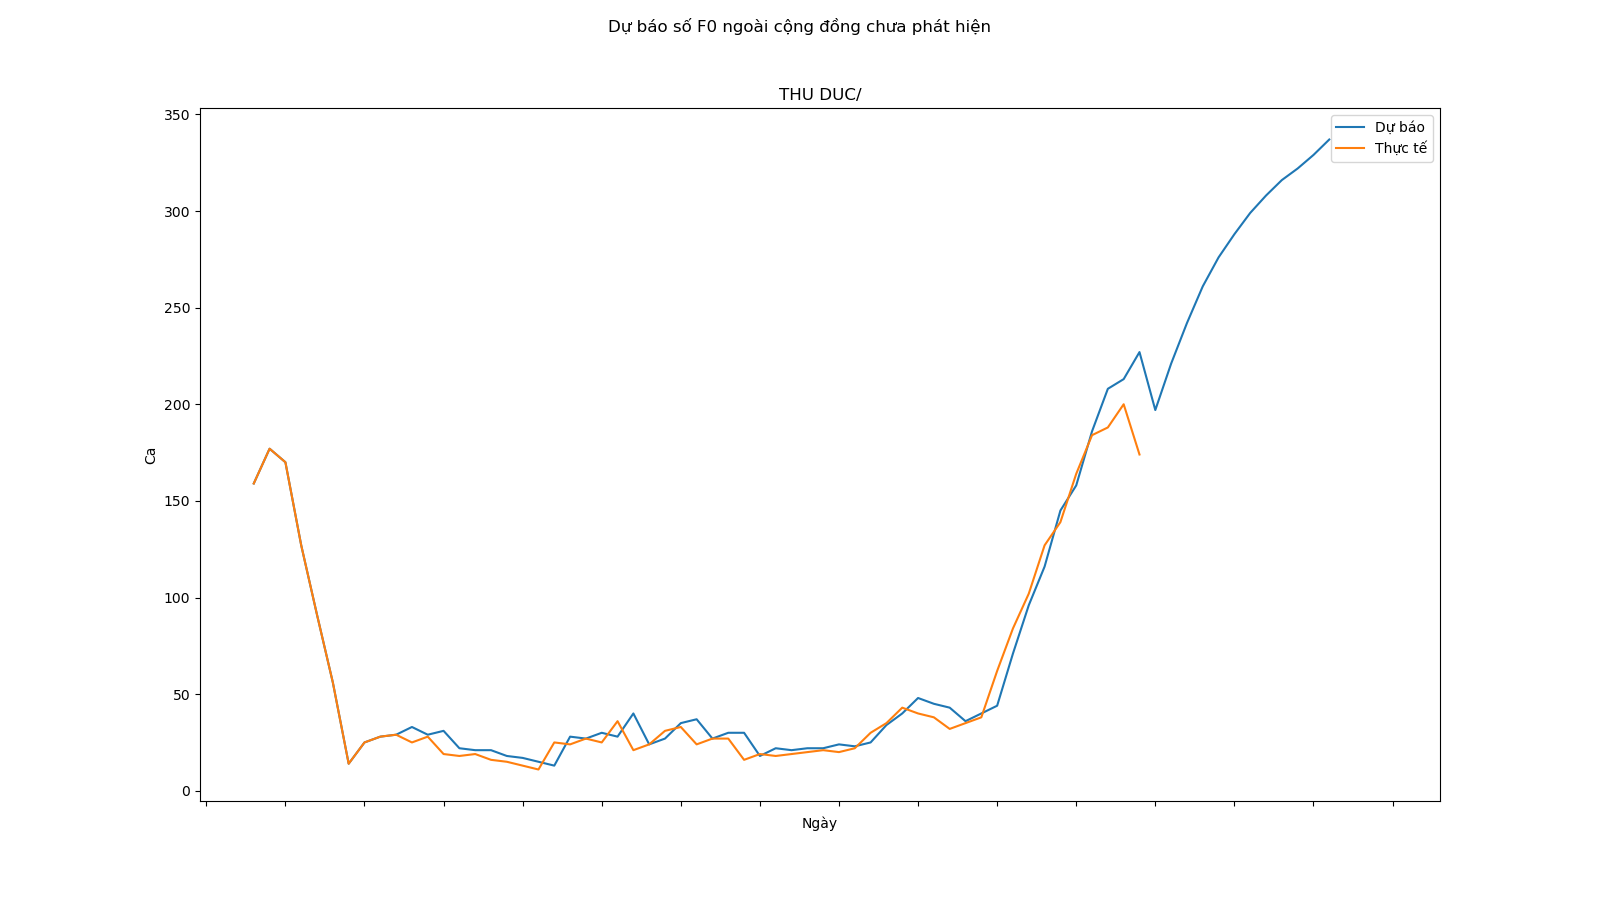 Dự báo số F0 ngoài cộng đồng chưa phát hiện
THU DUC/
350
300
250
200
150
100
50
0
Ca
Dự báo
Thực tế
Ngày